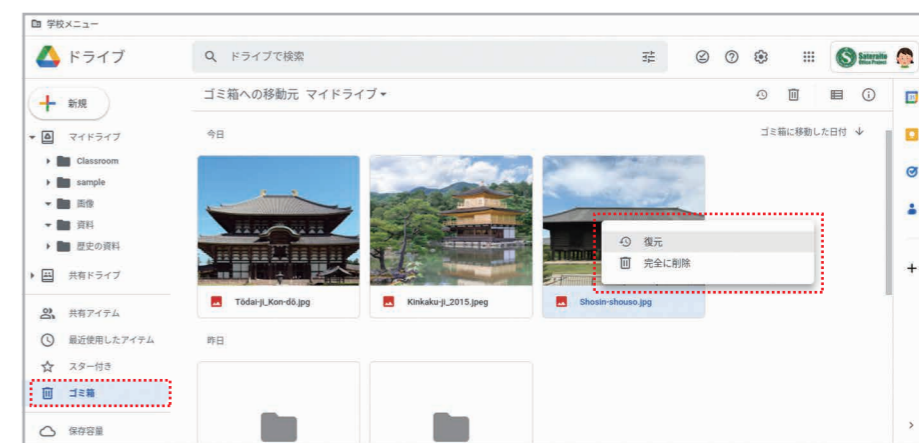 学校メニュー
ドライブ
ドライブで検索
Sateraito
Office Project
新規
ゴミ箱への移動元 マイドライブ
マイドライブ
今日
ゴミ箱に移動した日付
Classroom
sample
画像
資料
歴史の資料
共有ドライブ
復元
完全に削除
Tōdai-ji_Kon-dō.jpg
Kinkaku-ji_2015.jpeg
Shosin-shouso.jpg
共有アイテム
最近使用したアイテム
昨日
スター付き
ゴミ箱
保存容量